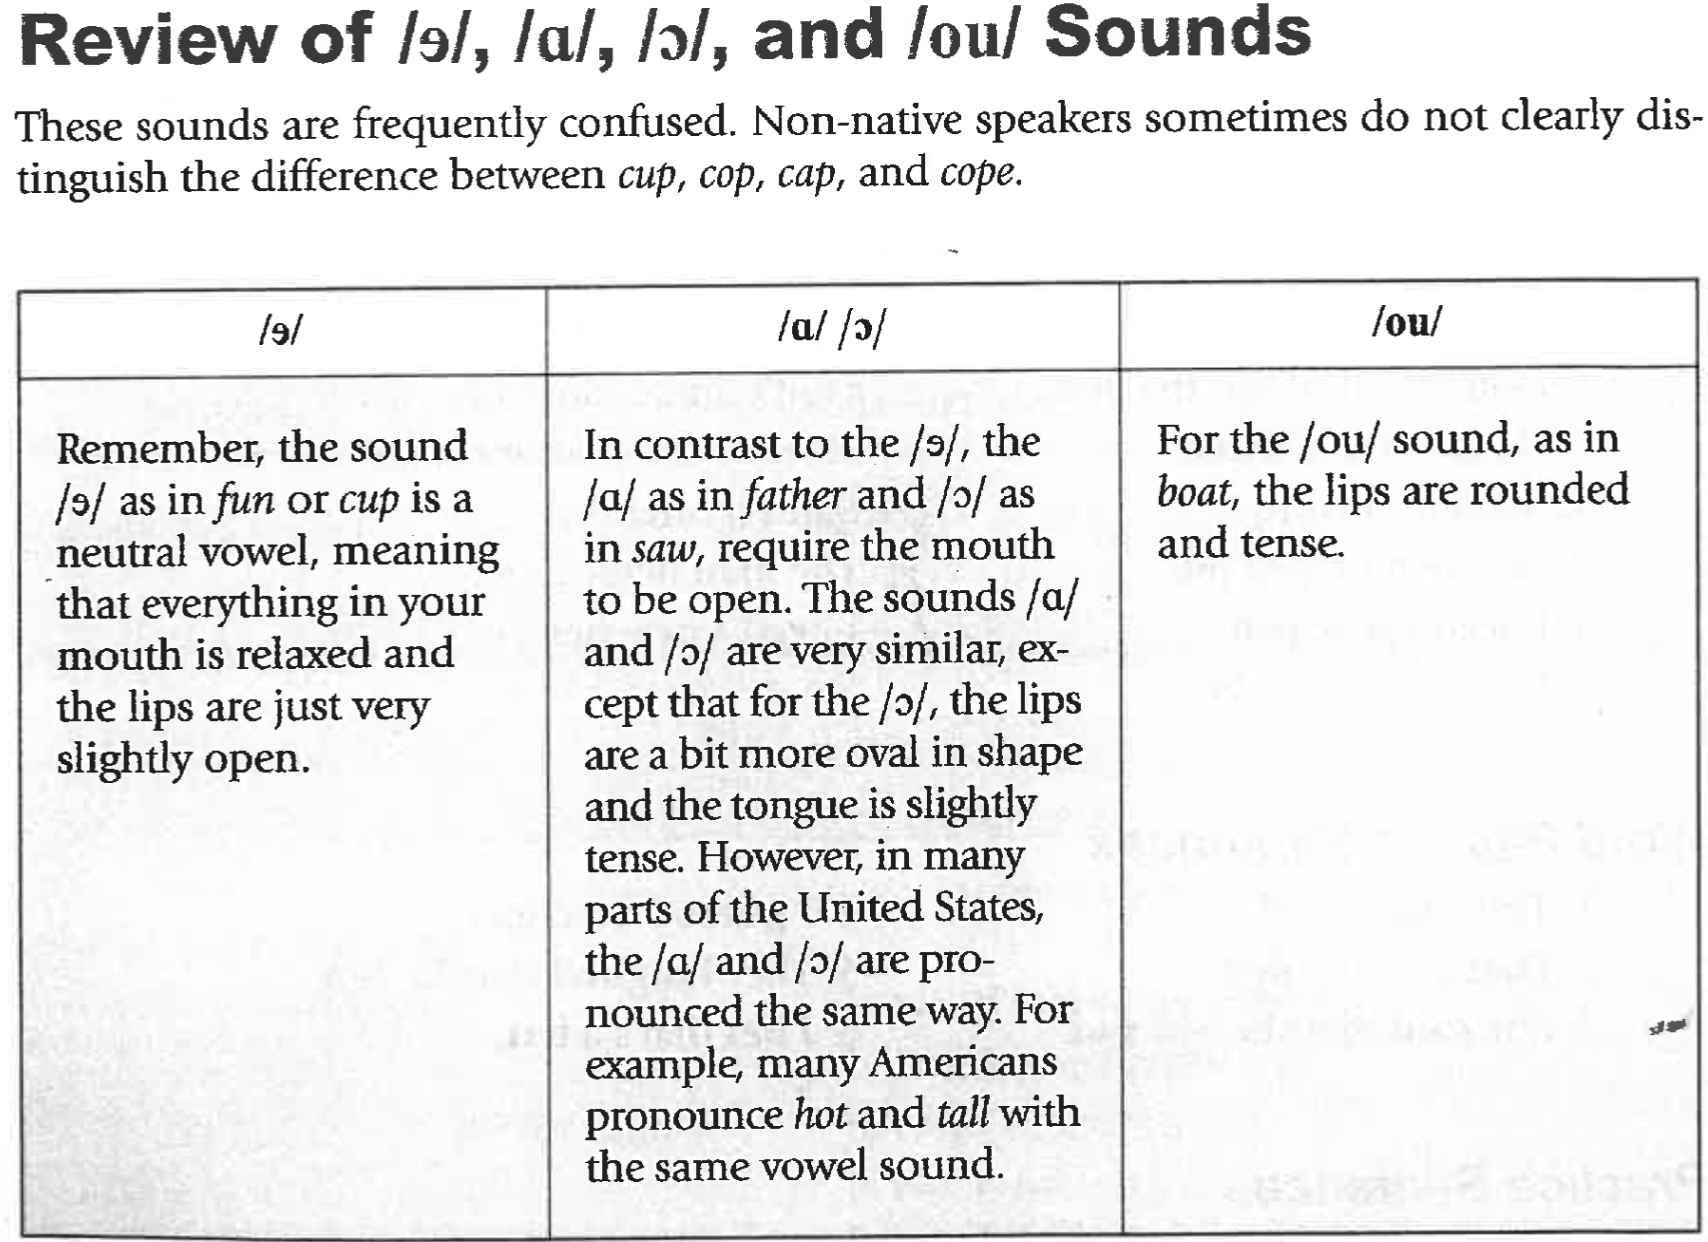 Review of /ɘ/, /ɑ/, /ɔ/, and /ou/ Sounds
These sounds are frequently confused. Non-native speakers sometimes do not clearly dis-
tinguish the difference between cup, cop, cap, and cope.
/ɘ/
Remember, the sound
/ɘ/ as in fun or cup is a
neutral vowel, meaning
that everything in your
mouth is relaxed and
the lips are just very
slightly open.
/ɑ/ /ɔ/
In contrast to the /ɘ/, the
/ɑ/ as in father and /ɔ/ as
in saw, require the mouth
to be open. The sounds /ɑ/
and /ɔ/ are very similar, ex-
cept that for the /ɔ/, the lips
are a bit more oval in shape
and the tongue is slightly
tense. However, in many
parts of the United States,
the /ɑ/ and /ɔ/ are pro-
nounced the same way. For
example, many Americans
pronounce hot and tall with
the same vowel sound.
/ou/
For the /ou/ sound, as in
boat, the lips are rounded
and tense.